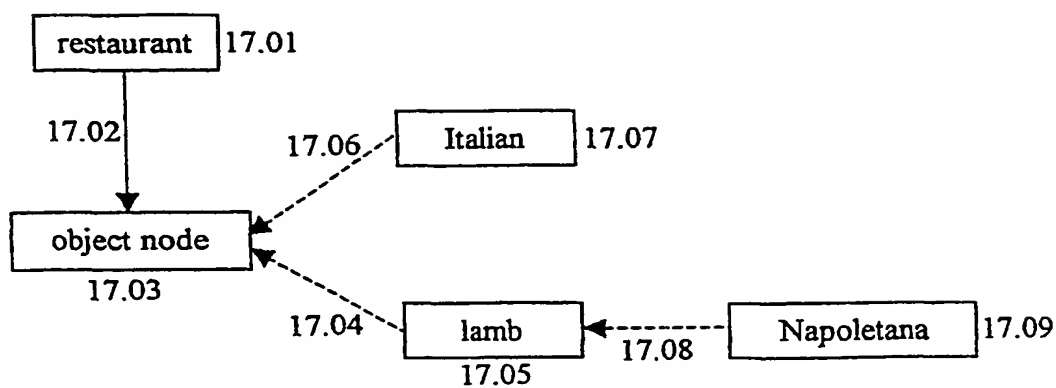 restaurant 17.01
17.02
17.06
Italian 17.07
object node
17.03
17.04
lamb
17.05
17.08
Napoletana 17.09